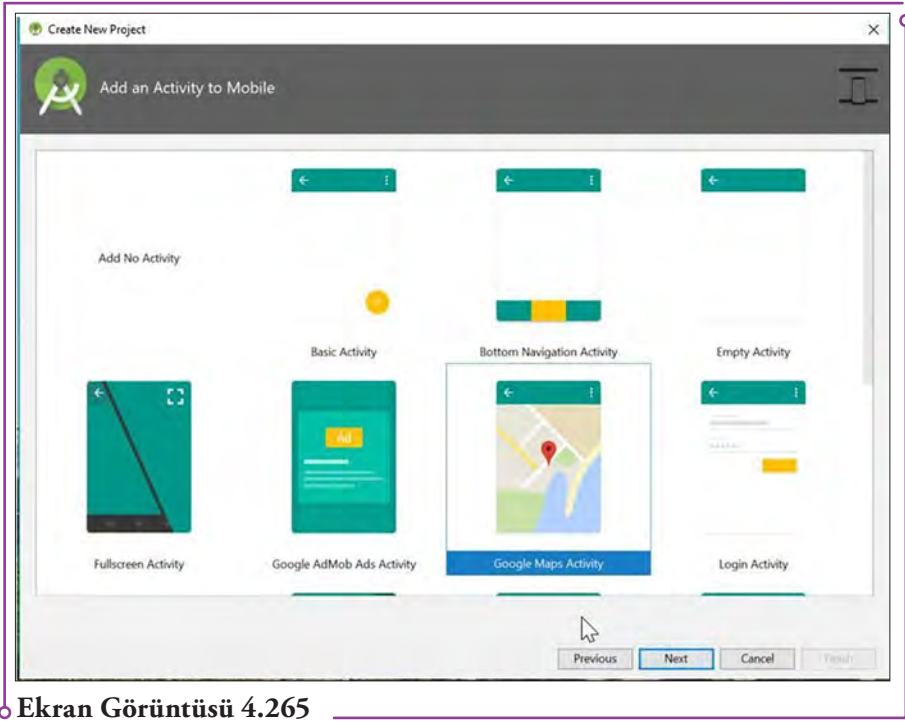 Create New Project
Add an Activity to Mobile
Add No Activity
Basic Activity
Bottom Navigation Activity
Empty Activity
Ad
Fullscreen Activity
Google AdMob Ads Activity
Google Maps Activity
Login Activity
Previous
Next
Cancel
Finish
Ekran Görüntüsü 4.265